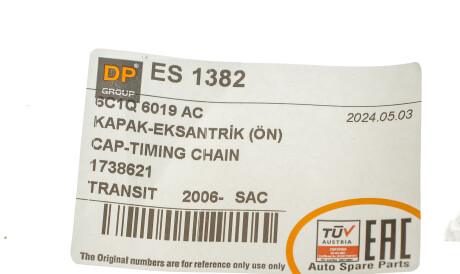 DP
GROUP
ES 1382
6C1Q 6019 AC
2024.05.03
KAPAK-EKSANTRİK (ÖN)
CAP-TIMING CHAIN
1738621
TRANSIT 2006- SAC
TÜV
AUSTRIA
EAC
Auto Spare Parts
The Original numbers are for reference only use only